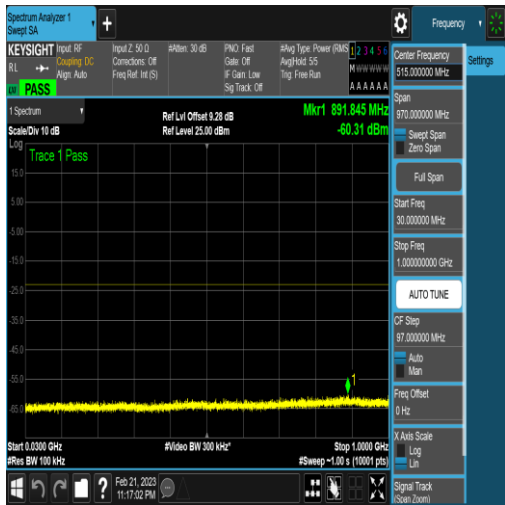 Spectrum Analyzer 1
Swept SA
+
Frequency
KEYSIGHT Input: RF
Input Z: 50 Ω
#Atten: 30 dB
PNO: Fast
#Avg Type: Power (RMS) 1 2 3 4 5 6
RL
Coupling: DC
Corrections: Off
Gate: Off
Avg|Hold: 5/5
M W W W W W
Align: Auto
Freq Ref: Int (S)
IF Gain: Low
Trig: Free Run
Sig Track: Off
A A A A A A
PASS
Center Frequency
515.000000 MHz
Settings
Span
970.000000 MHz
Swept Span
Zero Span
Full Span
Start Freq
30.000000 MHz
Stop Freq
1.000000000 GHz
AUTO TUNE
CF Step
97.000000 MHz
Auto
Man
Freq Offset
0 Hz
X Axis Scale
Log
Lin
Signal Track
(Span Zoom)
1 Spectrum
Scale/Div 10 dB
Ref Lvl Offset 9.28 dB
Ref Level 25.00 dBm
Mkr1 891.845 MHz
-60.31 dBm
Log
Trace 1 Pass
15.0
5.00
-5.00
-15.0
-25.0
-35.0
-45.0
-55.0
-65.0
1
Start 0.0300 GHz
#Video BW 300 kHz*
Stop 1.0000 GHz
#Res BW 100 kHz
#Sweep ~1.00 s (10001 pts)
?
Feb 21, 2023
11:17:02 PM